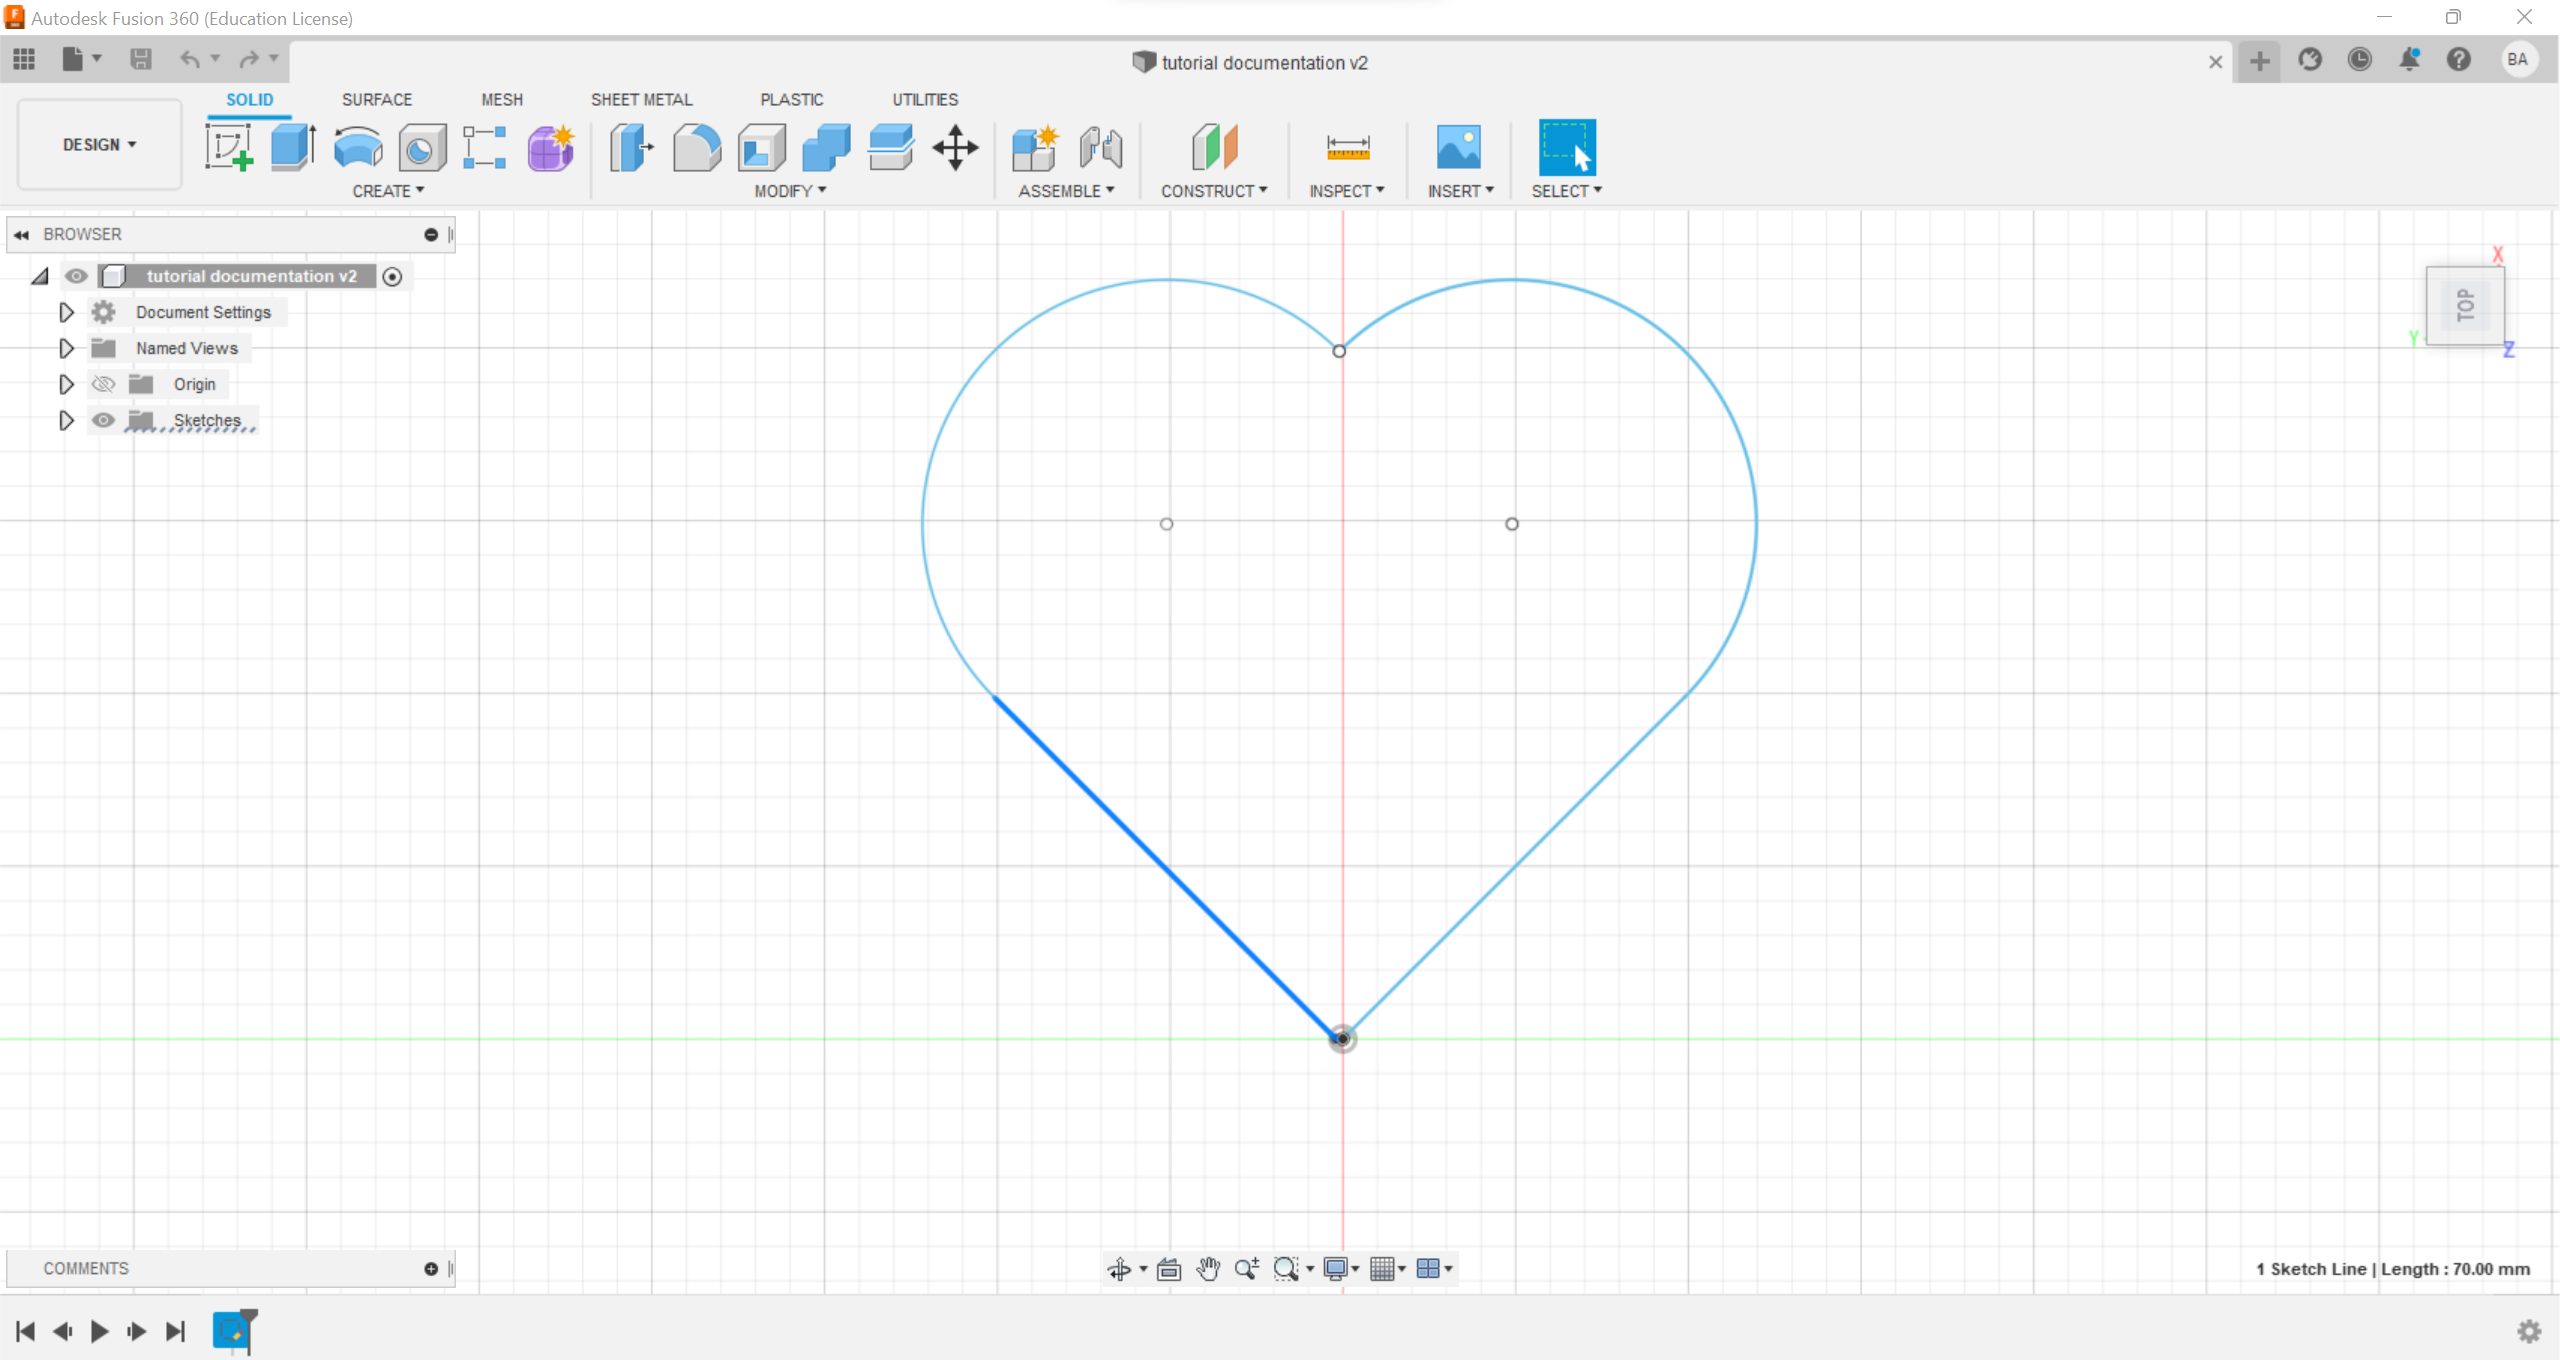 Autodesk Fusion 360 (Education License)
tutorial documentation v2
BA
DESIGN
SOLID
SURFACE
MESH
SHEET METAL
PLASTIC
UTILITIES
CREATE
MODIFY
ASSEMBLE
CONSTRUCT
INSPECT
INSERT
SELECT
BROWSER
tutorial documentation v2
Document Settings
Named Views
Origin
Sketches
X
TOP
Y
Z
COMMENTS
1 Sketch Line | Length : 70.00 mm